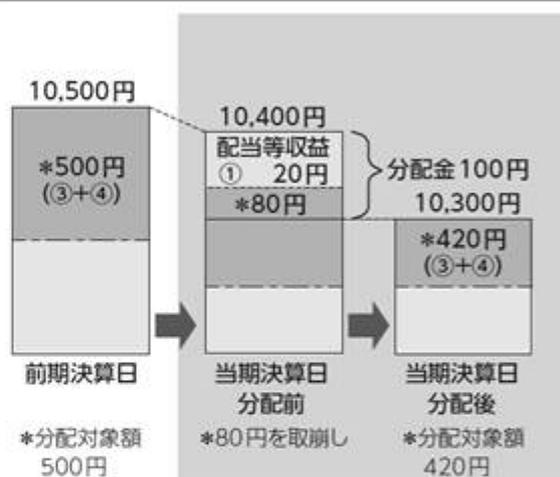 10,500円
*500円
(③+④)
前期決算日
*分配対象額
500円
10,400円
配当等収益
① 20円
*80円
分配金100円
当期決算日
分配前
*80円を取崩し
10,300円
*420円
(③+④)
当期決算日
分配後
*分配対象額
420円